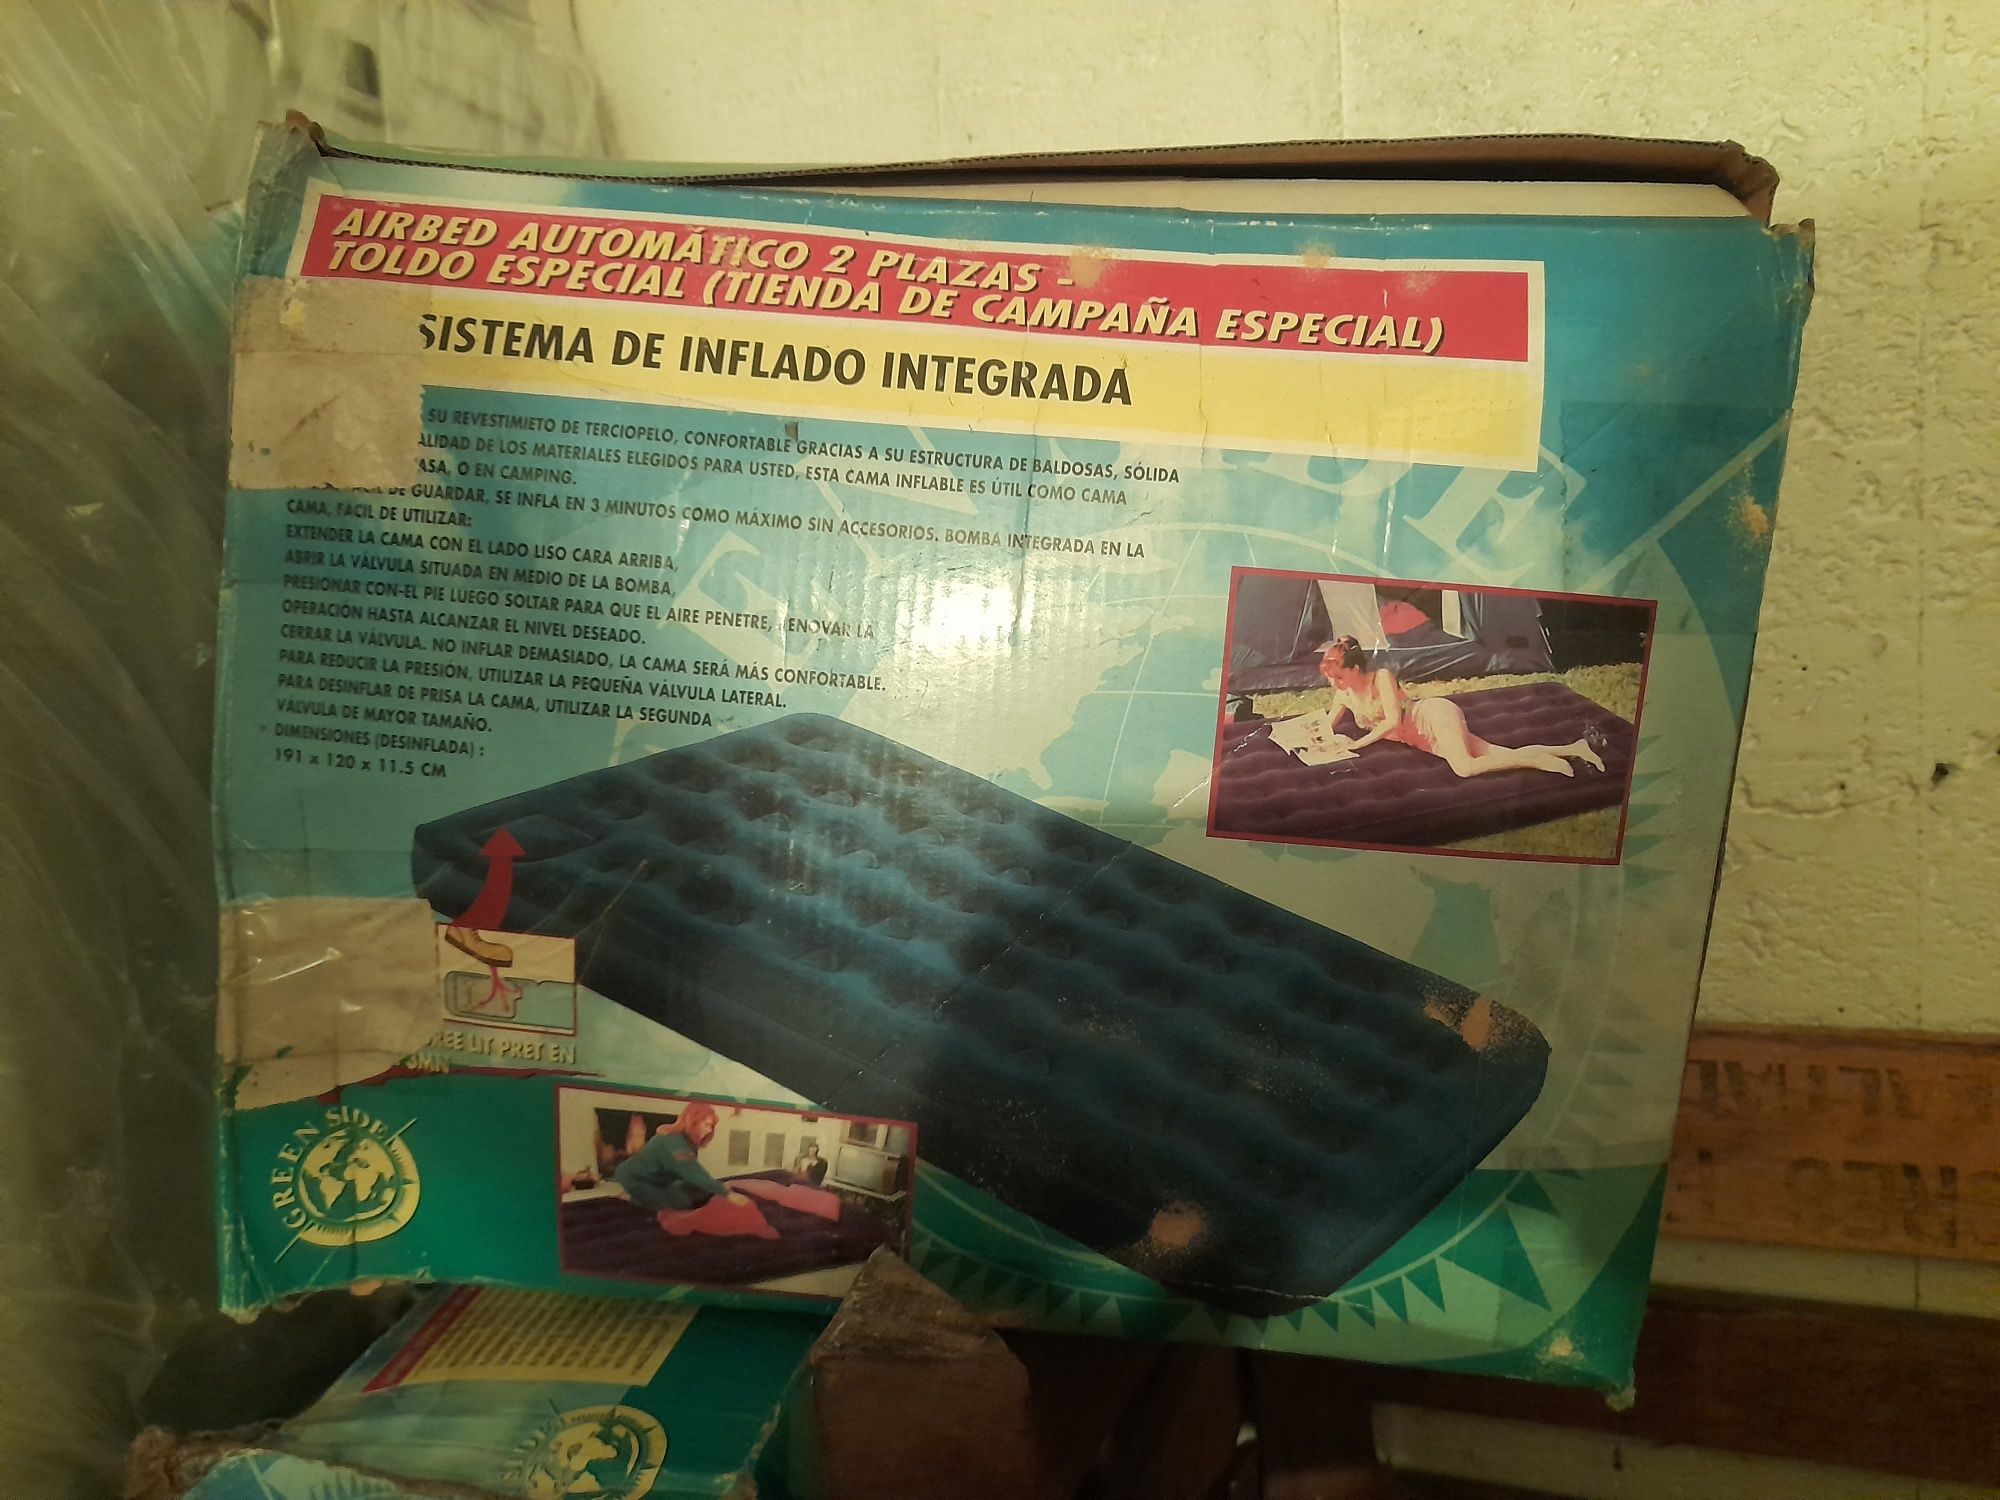 AIRBED AUTOMÁTICO 2 PLAZAS -
TOLDO ESPECIAL (TIENDA DE CAMPAÑA ESPECIAL)
SISTEMA DE INFLADO INTEGRADA
SU REVESTIMIETO DE TERCIOPELO, CONFORTABLE GRACIAS A SU ESTRUCTURA DE BALDOSAS, SÓLIDA
ALIDAD DE LOS MATERIALES ELEGIDOS PARA USTED, ESTA CAMA INFLABLE ES ÚTIL COMO CAMA
ASA, O EN CAMPING.
DE GUARDAR, SE INFLA EN 3 MINUTOS COMO MÁXIMO SIN ACCESORIOS. BOMBA INTEGRADA EN LA
CAMA, FÁCIL DE UTILIZAR:
EXTENDER LA CAMA CON EL LADO LISO CARA ARRIBA,
ABRIR LA VÁLVULA SITUADA EN MEDIO DE LA BOMBA,
PRESIONAR CON-EL PIE LUEGO SOLTAR PARA QUE EL AIRE PENETRE, RENOVAR LA
OPERACIÓN HASTA ALCANZAR EL NIVEL DESEADO.
CERRAR LA VÁLVULA. NO INFLAR DEMASIADO, LA CAMA SERÁ MÁS CONFORTABLE.
PARA REDUCIR LA PRESIÓN, UTILIZAR LA PEQUEÑA VÁLVULA LATERAL.
PARA DESINFLAR DE PRISA LA CAMA, UTILIZAR LA SEGUNDA
VÁLVULA DE MAYOR TAMAÑO.
* DIMENSIONES (DESINFLADA) :
191 x 120 x 11.5 CM
REE LIT PRET EN
3MN
GREEN SIDE
SIDE